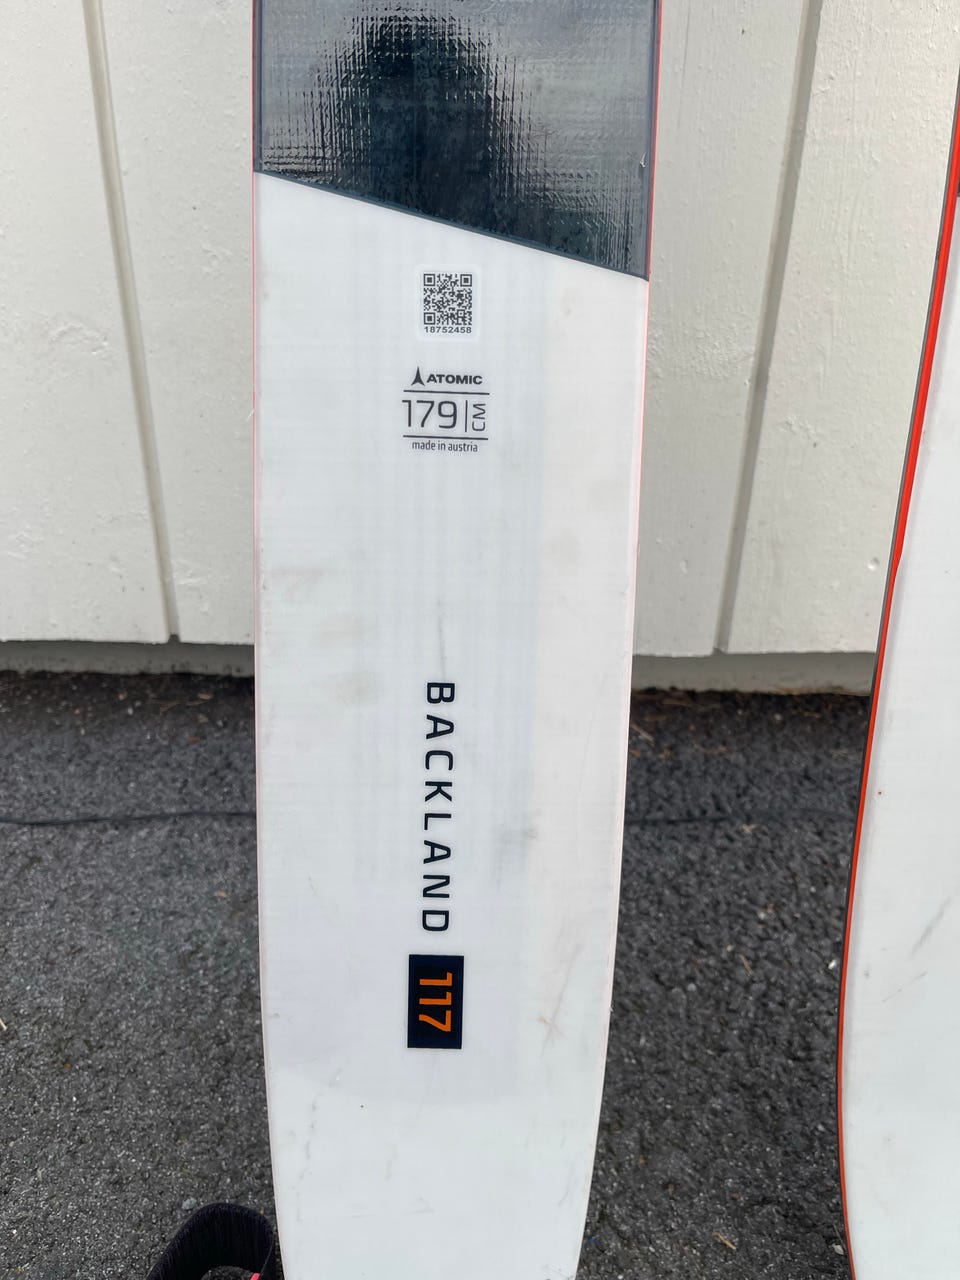 18752458
ATOMIC
179 CM
made in austria
BACKLAND
117